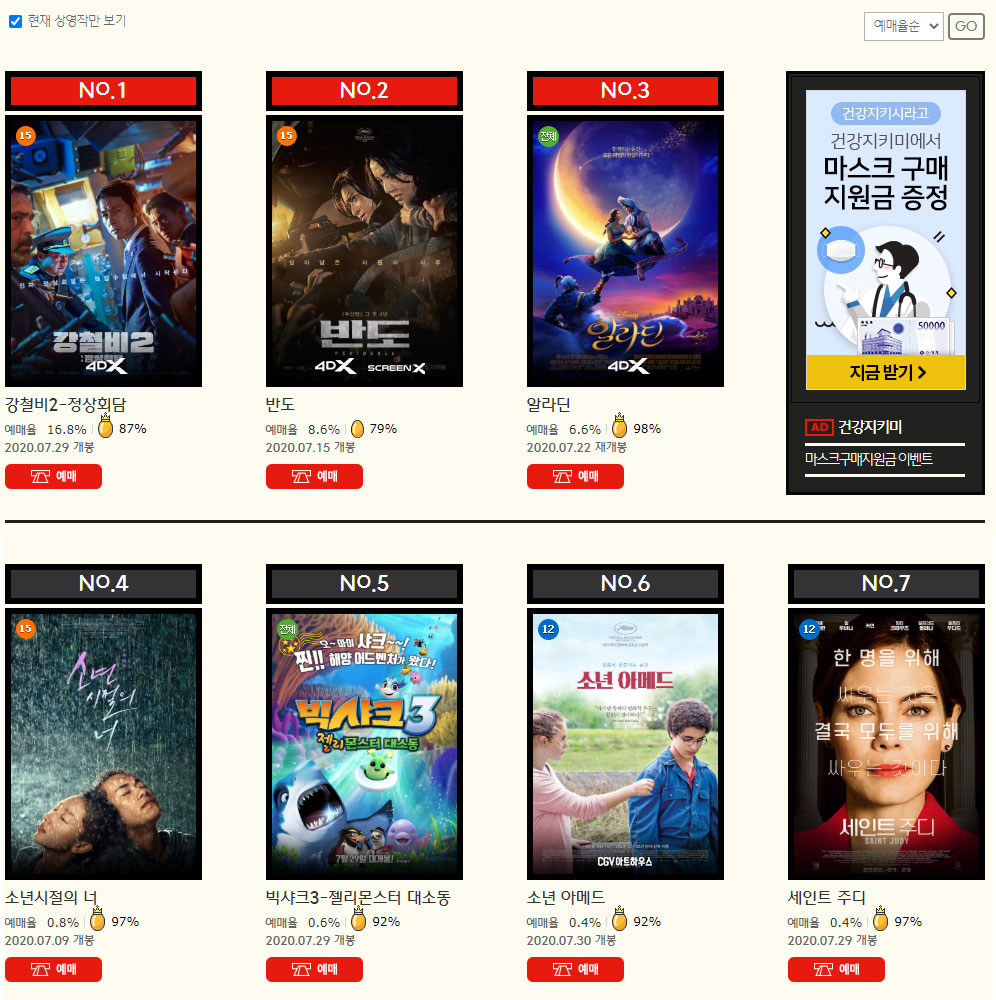 현재 상영작만 보기
예매율순
GO
No.1
No.2
No.3
15
강철비2
:정상회담
4DX
15
반도
PENINSULA
4DX SCREENX
전체
Disney
알라딘
4DX
건강지키시라고
건강지키미에서
마스크 구매
지원금 증정
50000
지금 받기 >
AD 건강지키미
마스크구매지원금 이벤트
강철비2-정상회담
예매율 16.8% 87%
2020.07.29 개봉
예매
반도
예매율 8.6% 79%
2020.07.15 개봉
예매
알라딘
예매율 6.6% 98%
2020.07.22 재개봉
예매
No.4
No.5
No.6
No.7
15
소년
시절의
너
전체
오~마이 샤크~~!
찐!! 해양 어드벤처가 왔다!
빅샤크3
젤리몬스터 대소동
7월 29일 대개봉!
12
소년 아메드
CGV아트하우스
12
한 명을 위해
싸우는 것은
결국 모두를 위해
싸우는 것이다
세인트 주디
SAINT JUDY
2020.07.29
소년시절의 너
예매율 0.8% 97%
2020.07.09 개봉
예매
빅샤크3-젤리몬스터 대소동
예매율 0.6% 92%
2020.07.29 개봉
예매
소년 아메드
예매율 0.4% 92%
2020.07.30 개봉
예매
세인트 주디
예매율 0.4% 97%
2020.07.29 개봉
예매